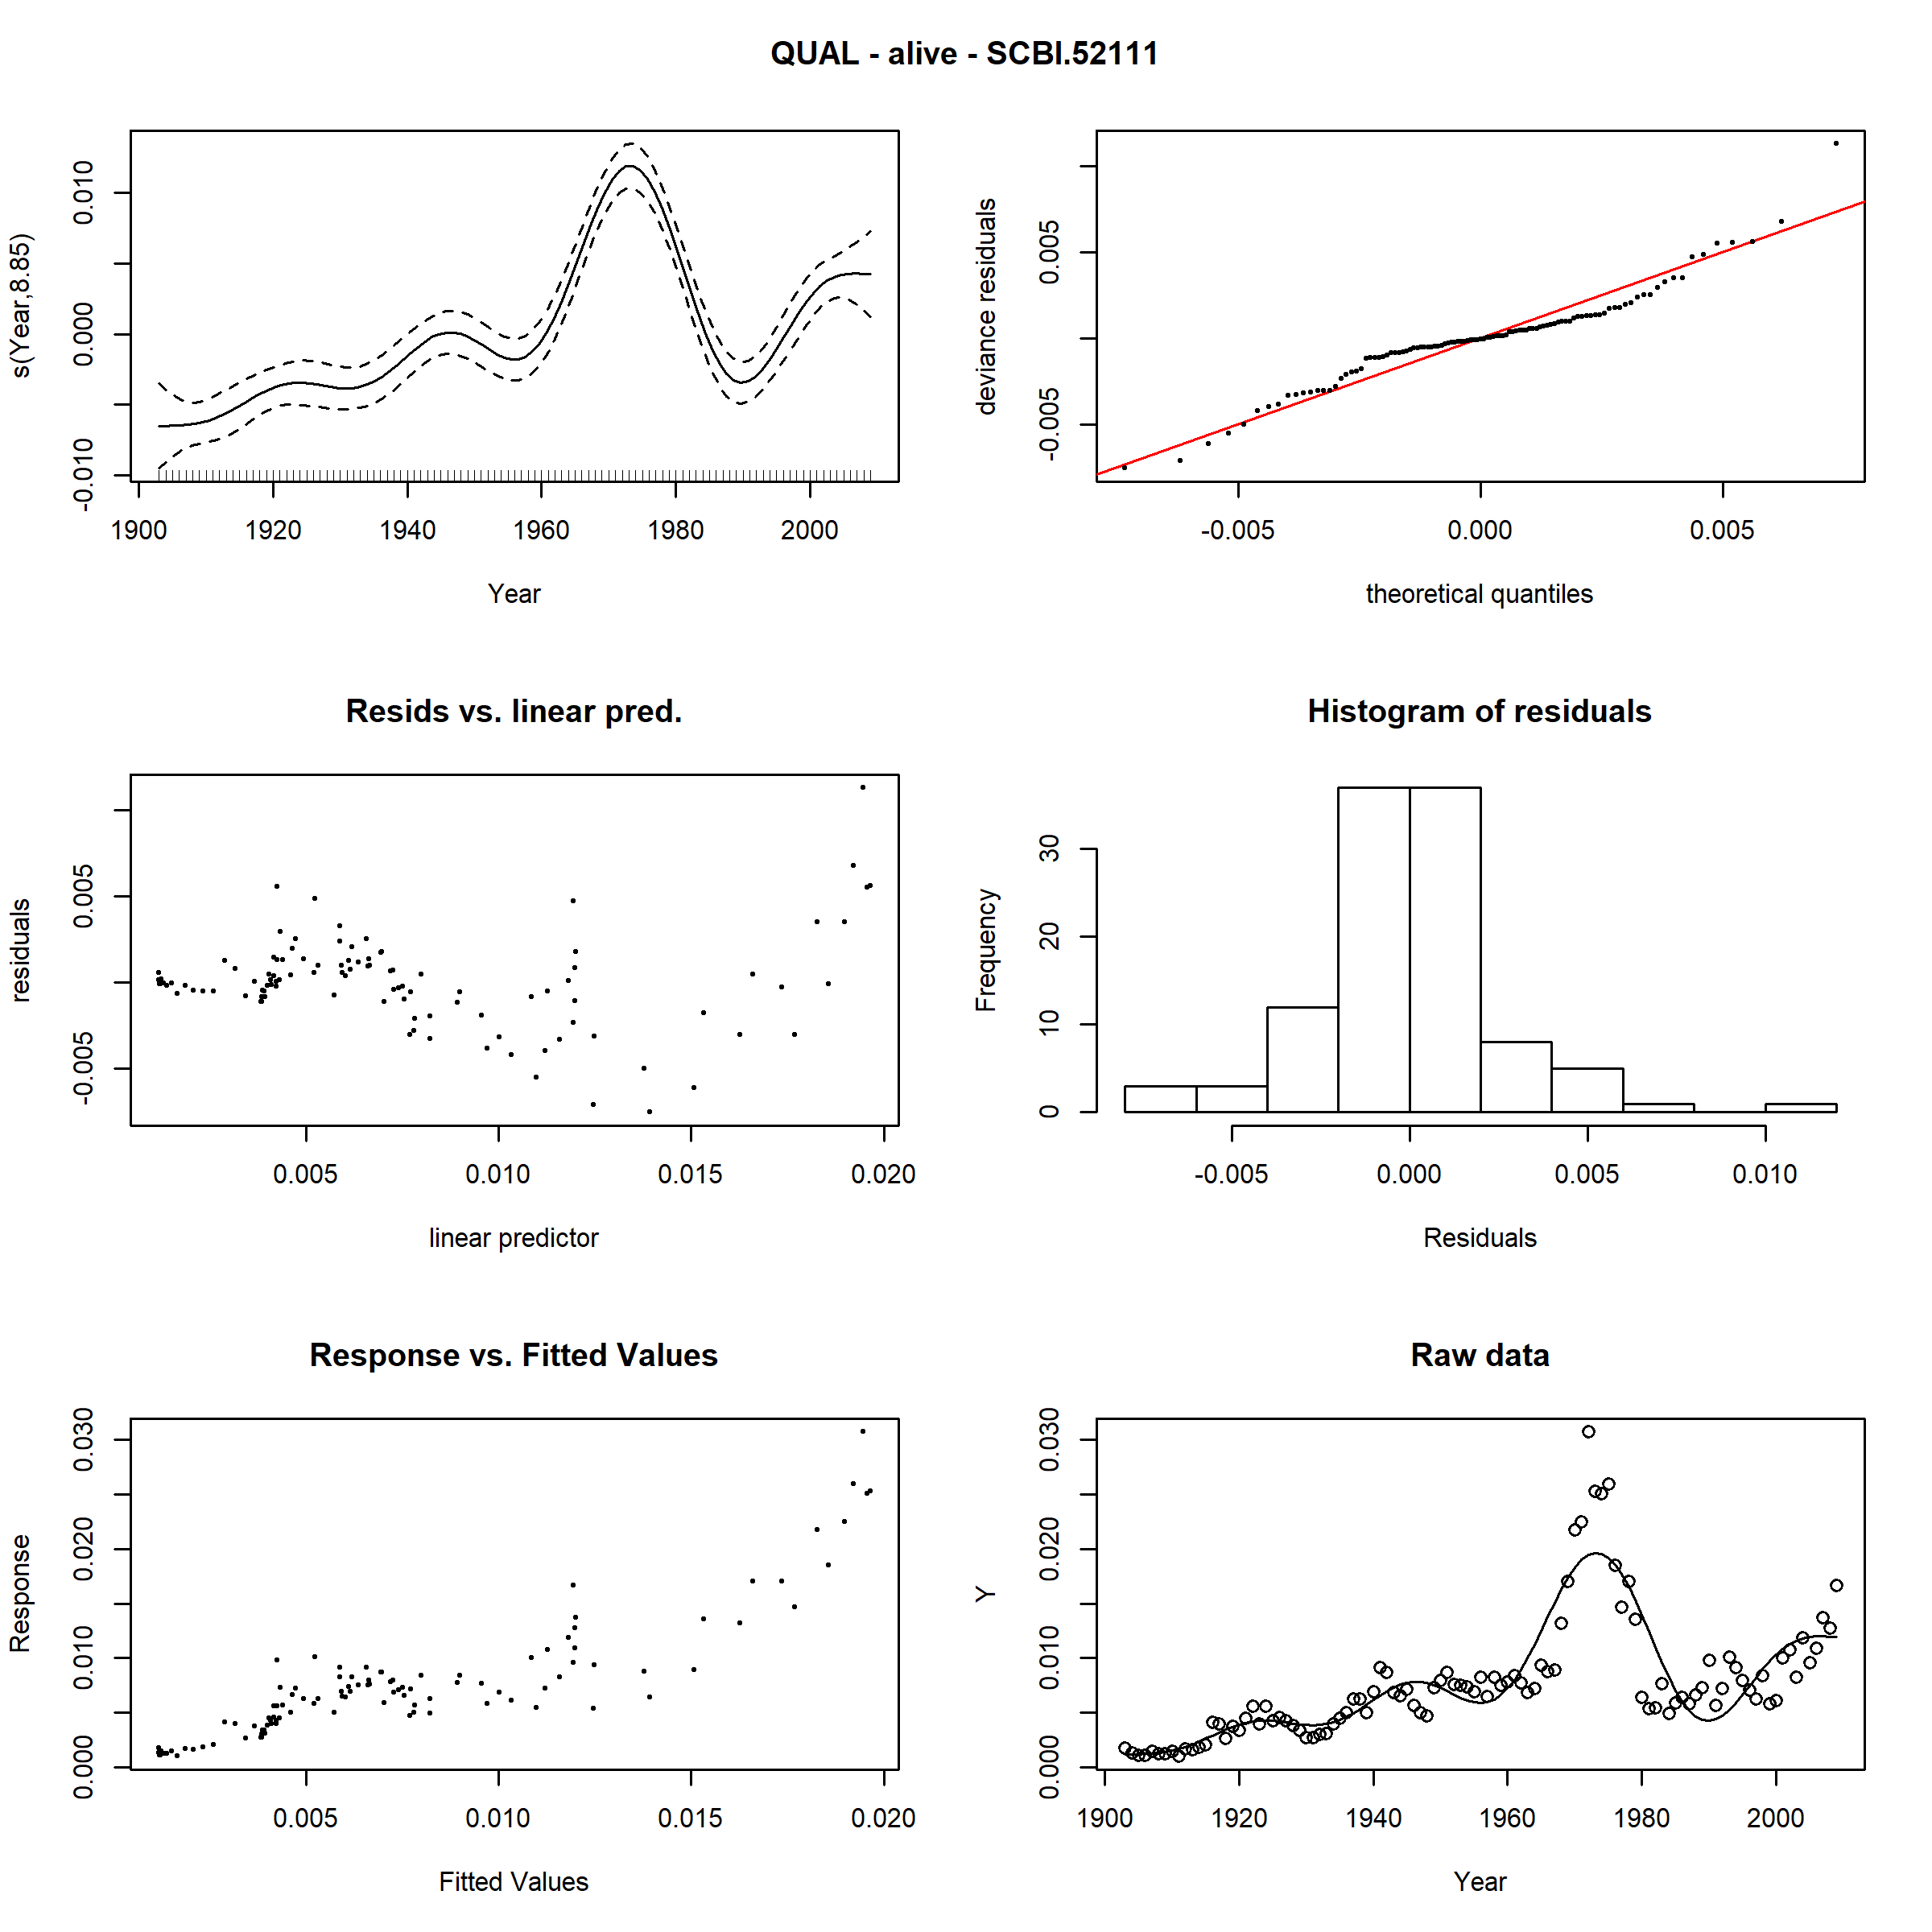 QUAL - alive - SCBI.52111
s(Year,8.85)
-0.010 0.000 0.010
1900 1920 1940 1960 1980 2000
Year
deviance residuals
-0.005 0.005
-0.005 0.000 0.005
theoretical quantiles
Resids vs. linear pred.
residuals
-0.005 0.005
0.005 0.010 0.015 0.020
linear predictor
Histogram of residuals
Frequency
0 10 20 30
-0.005 0.000 0.005 0.010
Residuals
Response vs. Fitted Values
Response
0.000 0.010 0.020 0.030
0.005 0.010 0.015 0.020
Fitted Values
Raw data
Y
0.000 0.010 0.020 0.030
1900 1920 1940 1960 1980 2000
Year